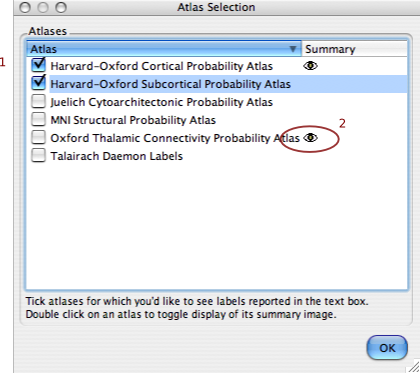 Atlas Selection
Atlases
1
Atlas Summary
Harvard-Oxford Cortical Probability Atlas
Harvard-Oxford Subcortical Probability Atlas
Juelich Cytoarchitectonic Probability Atlas
MNI Structural Probability Atlas
2
Oxford Thalamic Connectivity Probability Atlas
Talairach Daemon Labels
Tick atlases for which you'd like to see labels reported in the text box.
Double click on an atlas to toggle display of its summary image.
OK